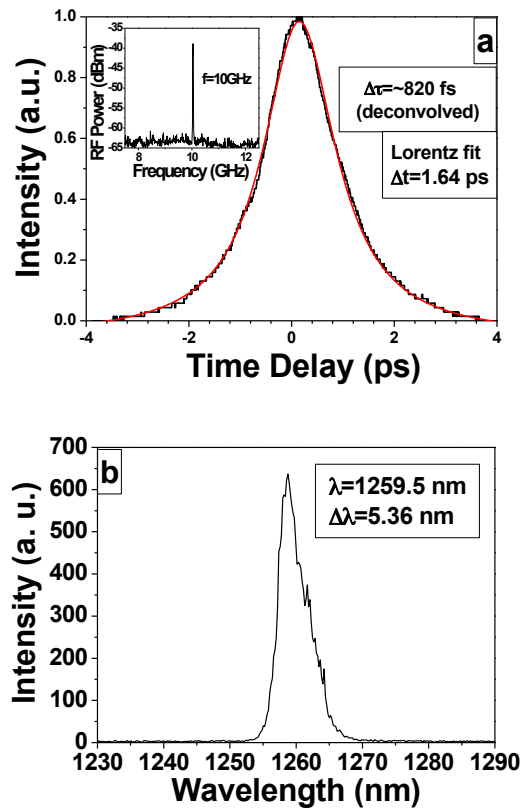 a
Intensity (a.u.)
1.0
0.8
0.6
0.4
0.2
0.0
-4 -2 0 2 4
Time Delay (ps)
RF Power (dBm)
-35
-40
-45
-50
-55
-60
-65
8 10 12
Frequency (GHz)
f=10GHz
Δτ=~820 fs
(deconvolved)
Lorentz fit
Δt=1.64 ps
b
Intensity (a. u.)
700
600
500
400
300
200
100
0
1230 1240 1250 1260 1270 1280 1290
Wavelength (nm)
λ=1259.5 nm
Δλ=5.36 nm